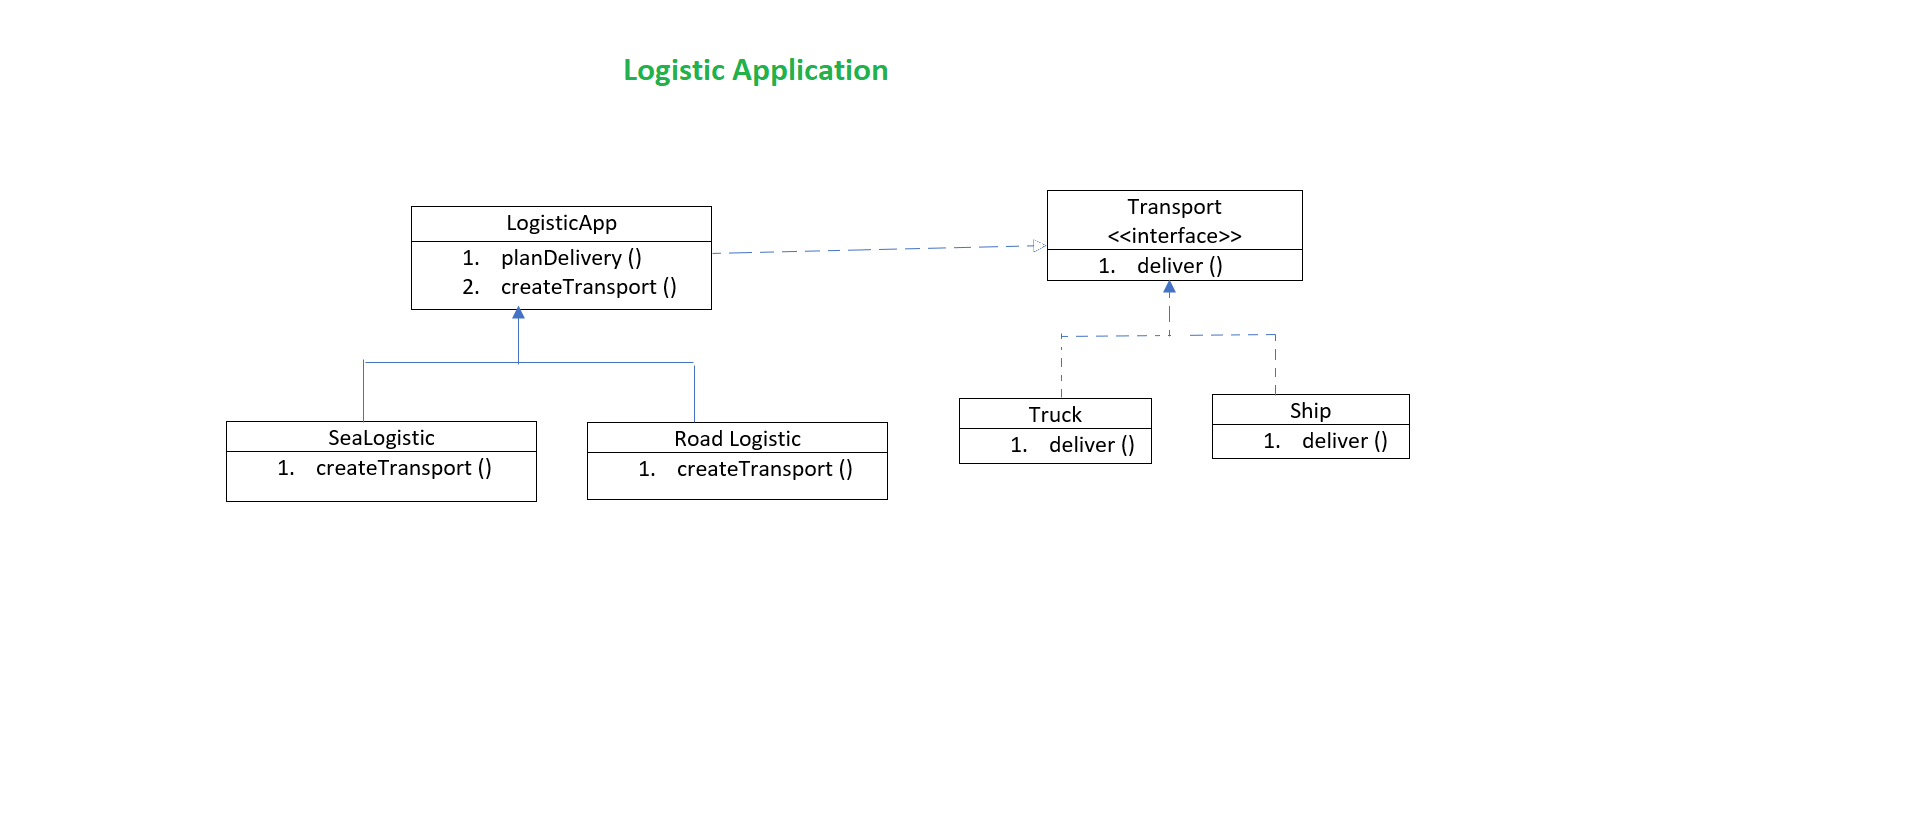 Logistic Application
LogisticApp
1. planDelivery ()
2. createTransport ()
Transport
<<interface>>
1. deliver ()
SeaLogistic
1. createTransport ()
Road Logistic
1. createTransport ()
Truck
1. deliver ()
Ship
1. deliver ()